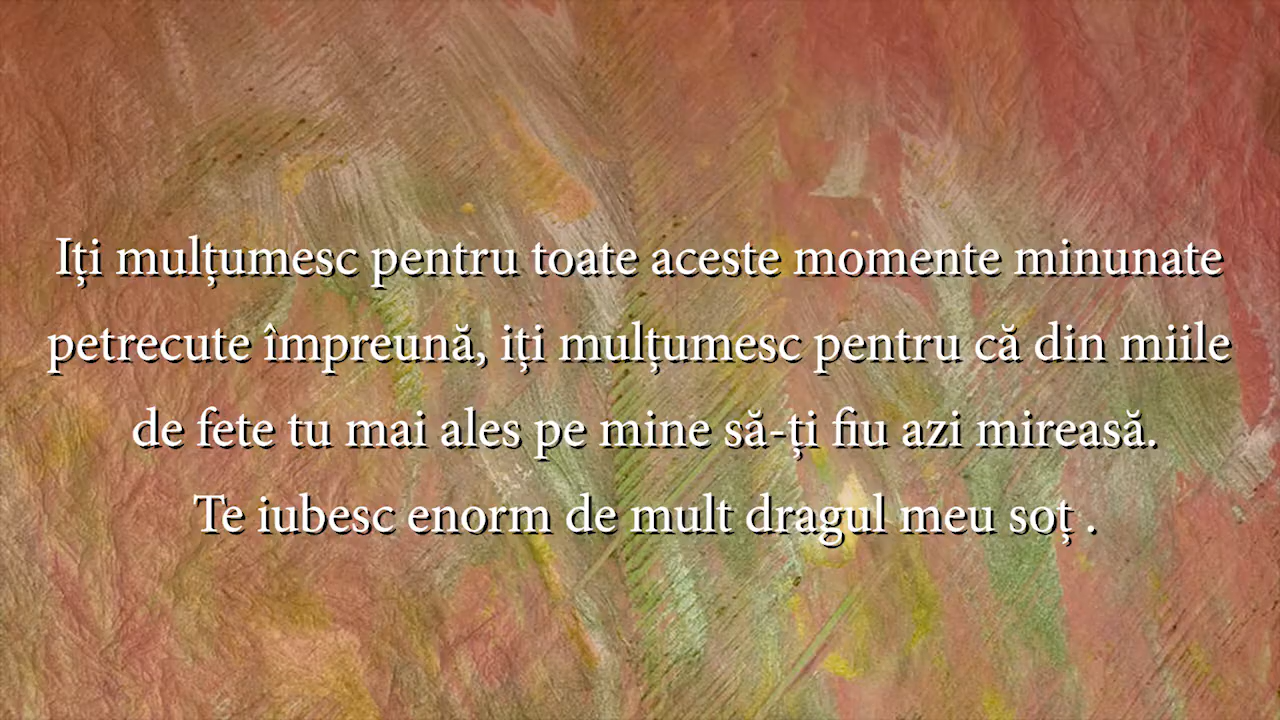 Iți mulțumesc pentru toate aceste momente minunate
petrecute împreună, iți mulțumesc pentru că din miile
de fete tu mai ales pe mine să-ți fiu azi mireasă.
Te iubesc enorm de mult dragul meu soț .